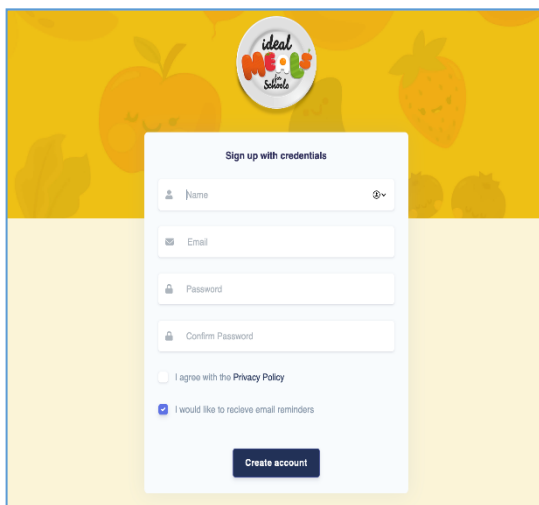 ideal
MEALS
for
Schools
Sign up with credentials
Name
Email
Password
Confirm Password
I agree with the Privacy Policy
I would like to recieve email reminders
Create account